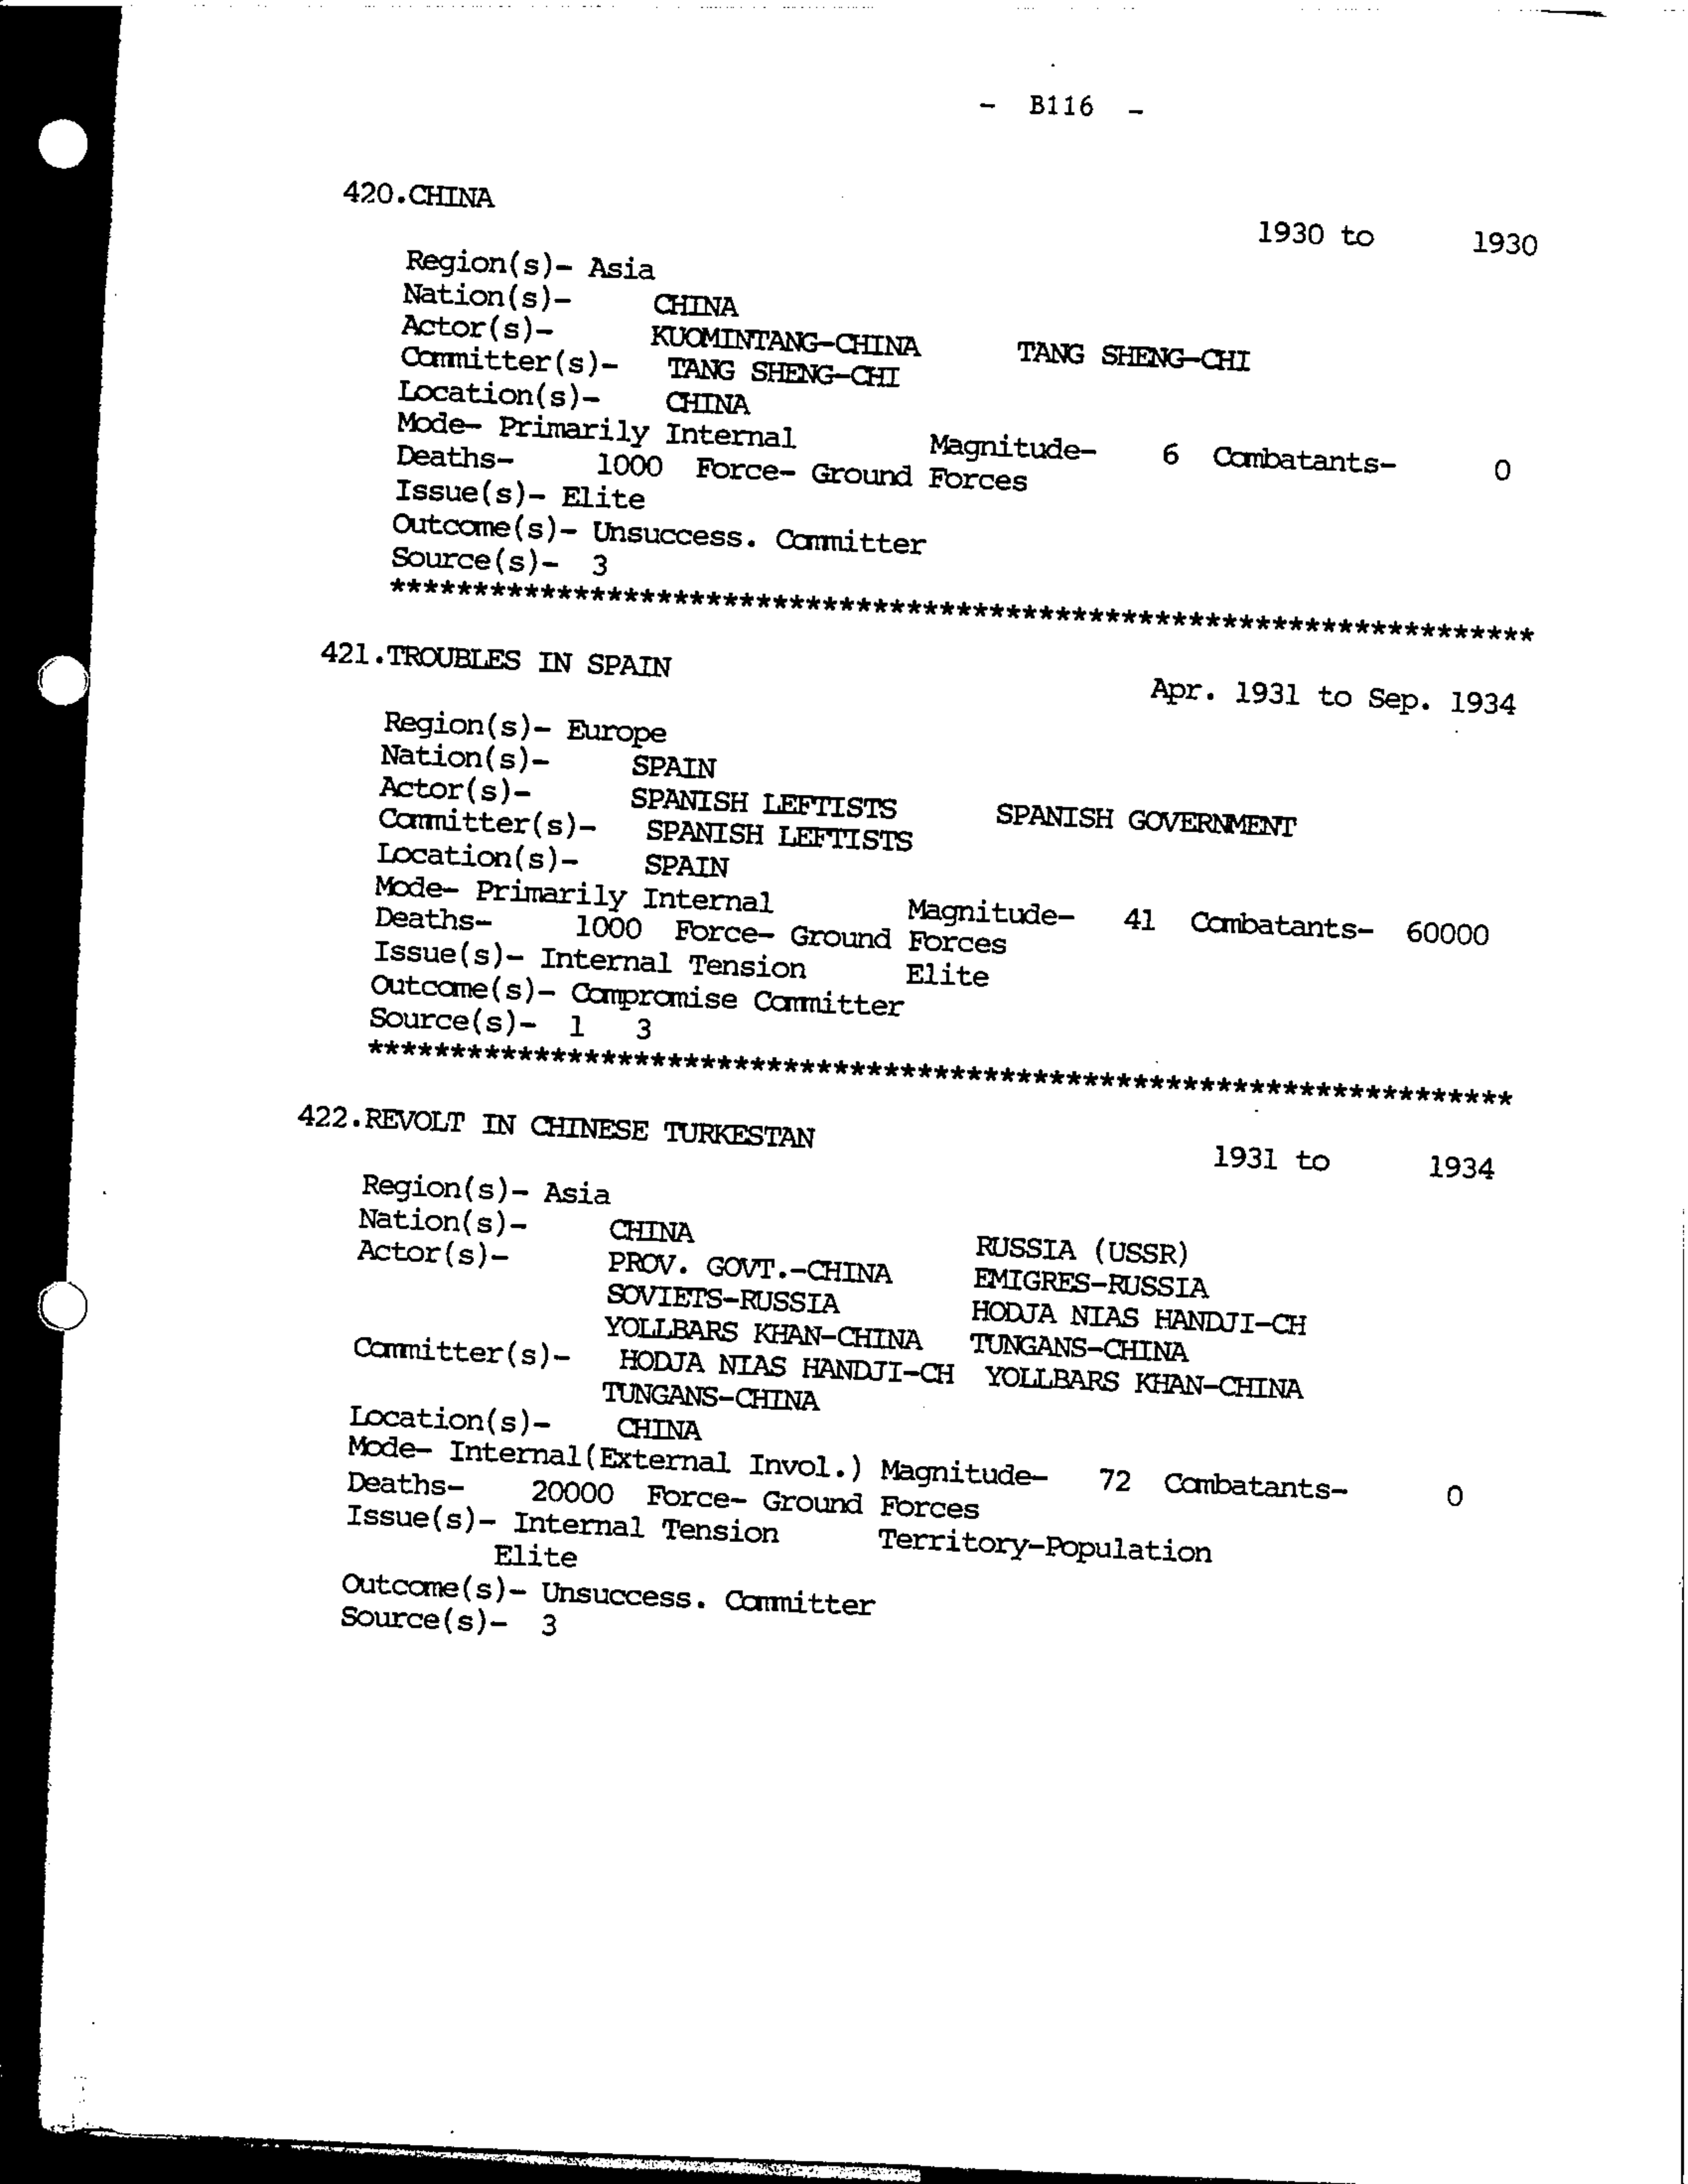 - B116 -
420.CHINA
1930 to 1930
Region(s)- Asia
Nation(s)- CHINA
Actor(s)- KUOMINTANG-CHINA TANG SHENG-CHI
Committer(s)- TANG SHENG-CHI
Location(s)- CHINA
Mode- Primarily Internal Magnitude- 6 Combatants- 0
Deaths- 1000 Force- Ground Forces
Issue(s)- Elite
Outcome(s)- Unsuccess. Committer
Source(s)- 3
*********************************************************************
421.TROUBLES IN SPAIN
Apr. 1931 to Sep. 1934
Region(s)- Europe
Nation(s)- SPAIN
Actor(s)- SPANISH LEFTISTS SPANISH GOVERNMENT
Committer(s)- SPANISH LEFTISTS
Location(s)- SPAIN
Mode- Primarily Internal Magnitude- 41 Combatants- 60000
Deaths- 1000 Force- Ground Forces
Issue(s)- Internal Tension Elite
Outcome(s)- Compromise Committer
Source(s)- 1 3
*********************************************************************
422.REVOLT IN CHINESE TURKESTAN
1931 to 1934
Region(s)- Asia
Nation(s)- CHINA RUSSIA (USSR)
Actor(s)- PROV. GOVT.-CHINA EMIGRES-RUSSIA
SOVIETS-RUSSIA HODJA NIAS HANDJI-CH
YOLLBARS KHAN-CHINA TUNGANS-CHINA
Committer(s)- HODJA NIAS HANDJI-CH YOLLBARS KHAN-CHINA
TUNGANS-CHINA
Location(s)- CHINA
Mode- Internal(External Invol.) Magnitude- 72 Combatants- 0
Deaths- 20000 Force- Ground Forces
Issue(s)- Internal Tension Territory-Population
Elite
Outcome(s)- Unsuccess. Committer
Source(s)- 3